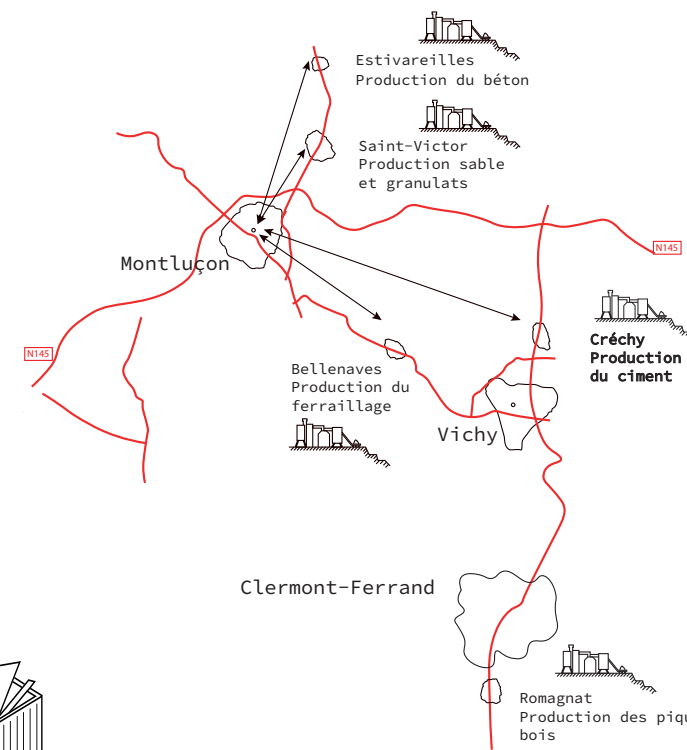 Estivareilles
Production du béton
Saint-Victor
Production sable
et granulats
N145
Montluçon
Créchy
Production
du ciment
N145
Bellenaves
Production du
ferraillage
Vichy
Clermont-Ferrand
Romagnat
Production des piqu
bois